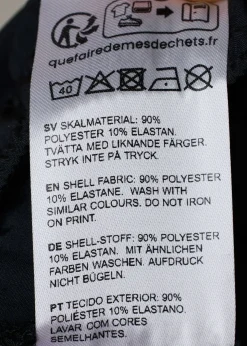 quefairedemesdechets.fr
40
SV SKALMATERIAL: 90%
POLYESTER 10% ELASTAN.
TVÄTTA MED LIKNANDE FÄRGER.
STRYK INTE PÅ TRYCK.
EN SHELL FABRIC: 90% POLYESTER
10% ELASTANE. WASH WITH
SIMILAR COLOURS. DO NOT IRON
ON PRINT.
DE SHELL-STOFF: 90% POLYESTER
10% ELASTAN. MIT ÄHNLICHEN
FARBEN WASCHEN. AUFDRUCK
NICHT BÜGELN.
PT TECIDO EXTERIOR: 90%
POLIÉSTER 10% ELASTANO.
LAVAR COM CORES
SEMELHANTES.